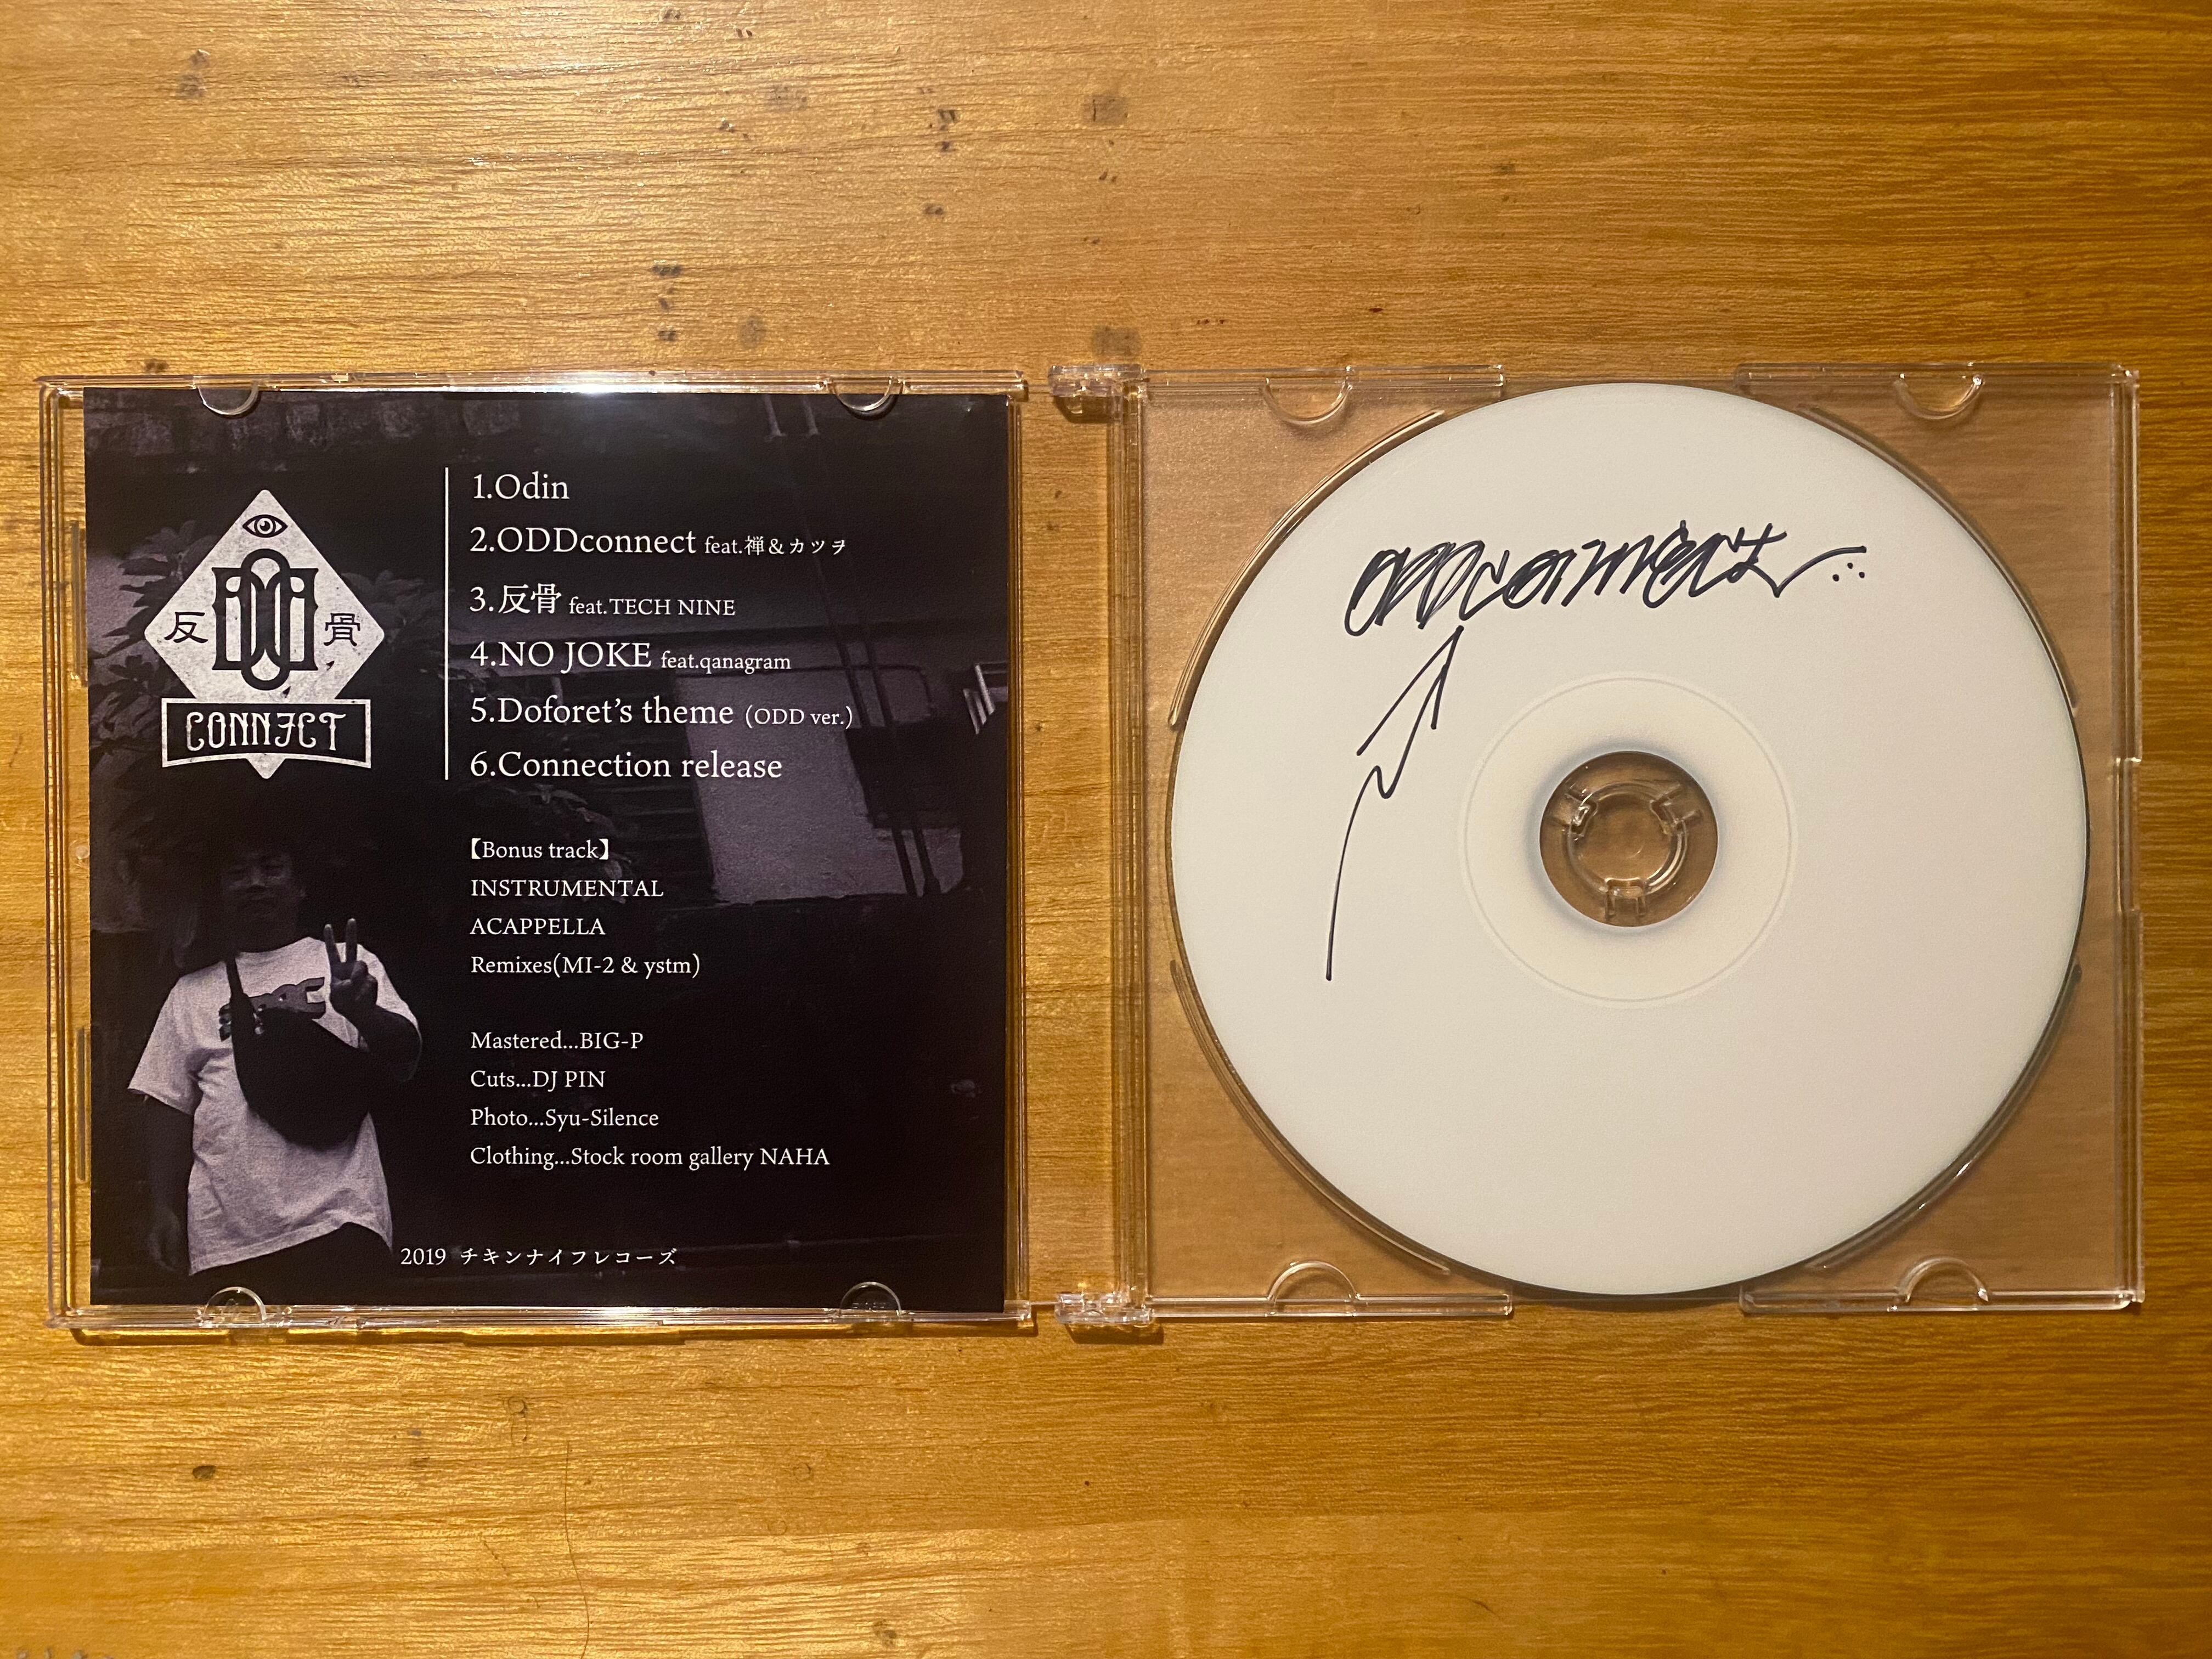 反 骨
CONNECT
1.Odin
2.ODDconnect feat.禅&カツヲ
3.反骨 feat.TECH NINE
4.NO JOKE feat.qanagram
5.Doforet's theme (ODD ver.)
6.Connection release
【Bonus track】
INSTRUMENTAL
ACAPPELLA
Remixes(MI-2 & ystm)
Mastered...BIG-P
Cuts...DJ PIN
Photo...Syu-Silence
Clothing...Stock room gallery NAHA
2019 チキンナイフレコーズ
ODDconnect